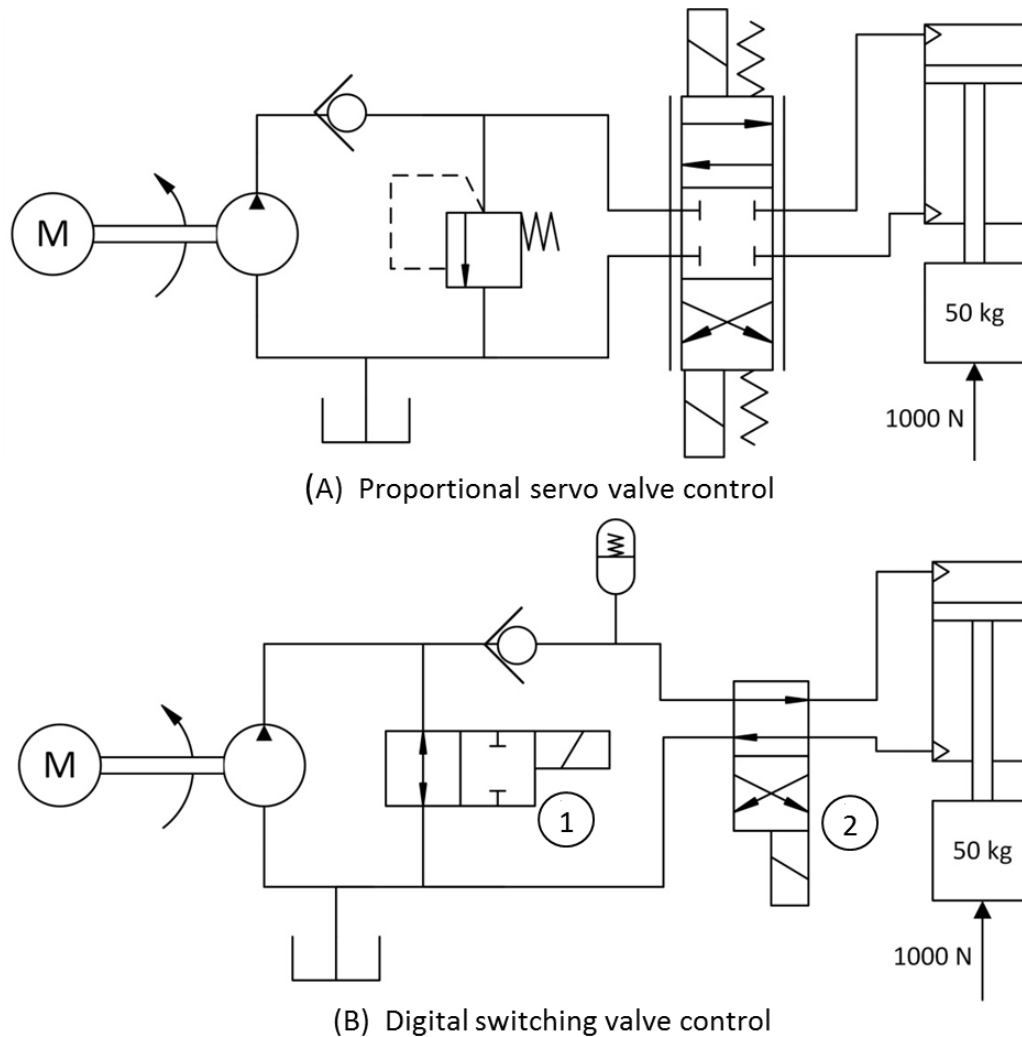 M
50 kg
1000 N
(A) Proportional servo valve control
M
1
2
50 kg
1000 N
(B) Digital switching valve control